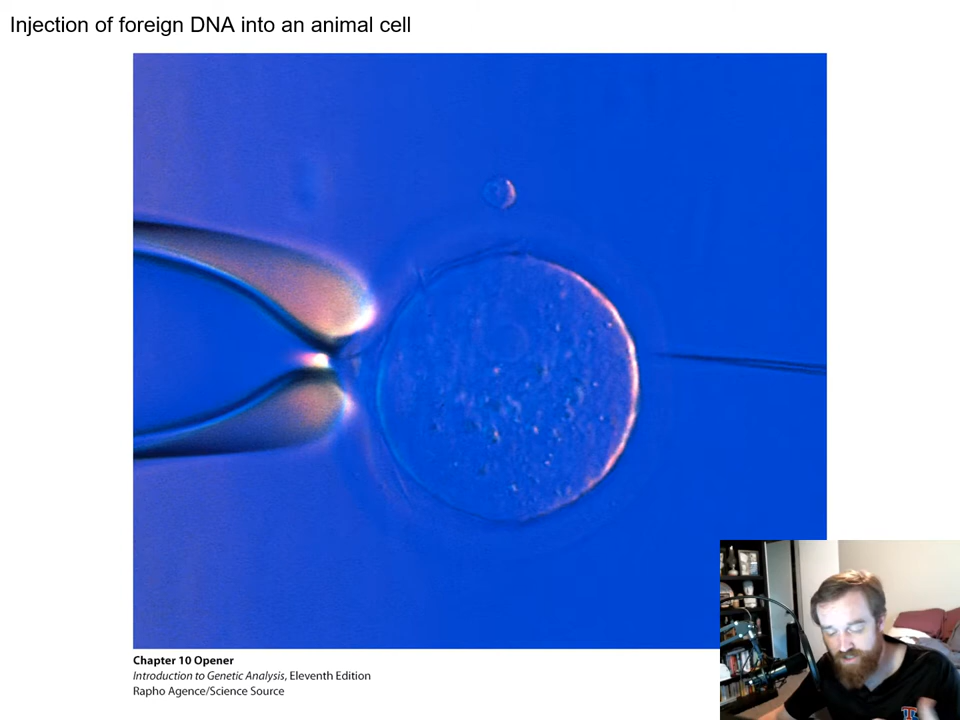 Injection of foreign DNA into an animal cell
Chapter 10 Opener
Introduction to Genetic Analysis, Eleventh Edition
Rapho Agence/Science Source